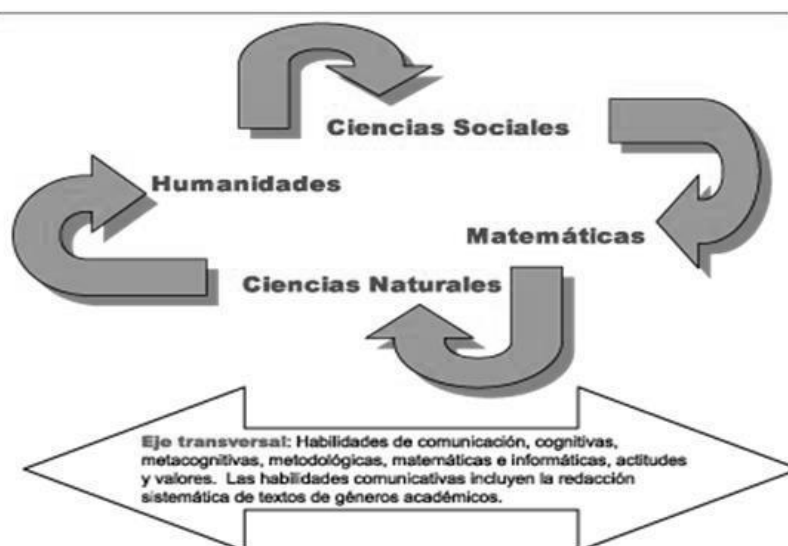 Ciencias Sociales
Humanidades
Matemáticas
Ciencias Naturales
Eje transversal: Habilidades de comunicación, cognitivas,
metacognitivas, metodológicas, matemáticas e informáticas, actitudes
y valores. Las habilidades comunicativas incluyen la redacción
sistemática de textos de géneros académicos.